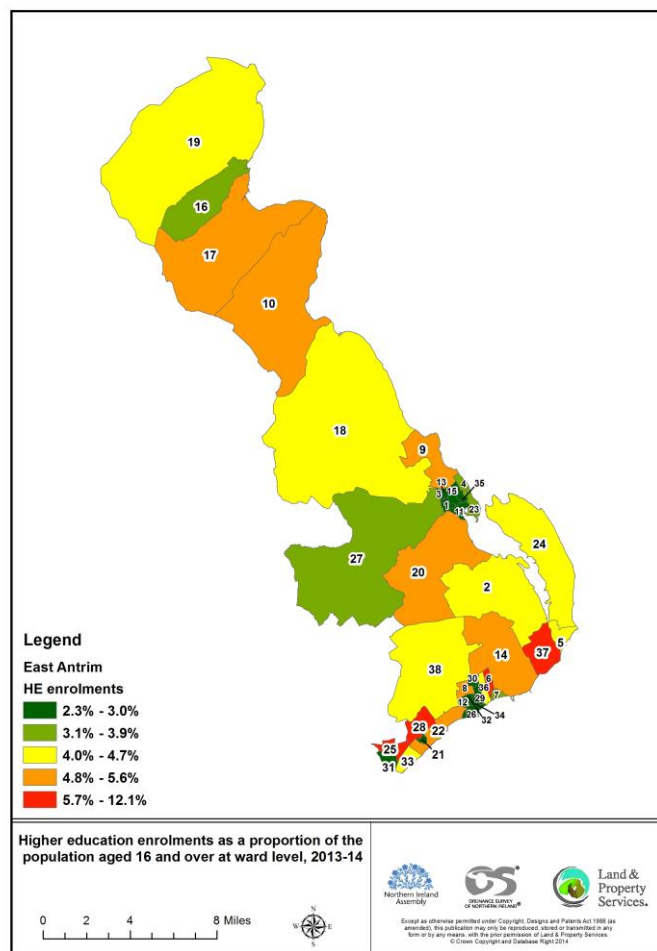 19
16
17
10
18
9
13
4
35
3
15
1
11
23
24
27
20
2
5
37
14
38
30
6
8
36
7
29
12
26
32
34
28
22
25
21
33
31
Legend
East Antrim
HE enrolments
2.3% - 3.0%
3.1% - 3.9%
4.0% - 4.7%
4.8% - 5.6%
5.7% - 12.1%
Higher education enrolments as a proportion of the
population aged 16 and over at ward level, 2013-14
0 2 4 8 Miles
N
W E
S
Northern Ireland
Assembly
OS
ORDNANCE SURVEY
OF NORTHERN IRELAND
Land &
Property
Services.
Except as otherwise permitted under Copyright, Designs and Patents Act 1988 (as
amended), this publication may only be reproduced, stored or transmitted in any
form or by any means, with the prior permission of Land & Property Services.
© Crown Copyright and Database Right 2014